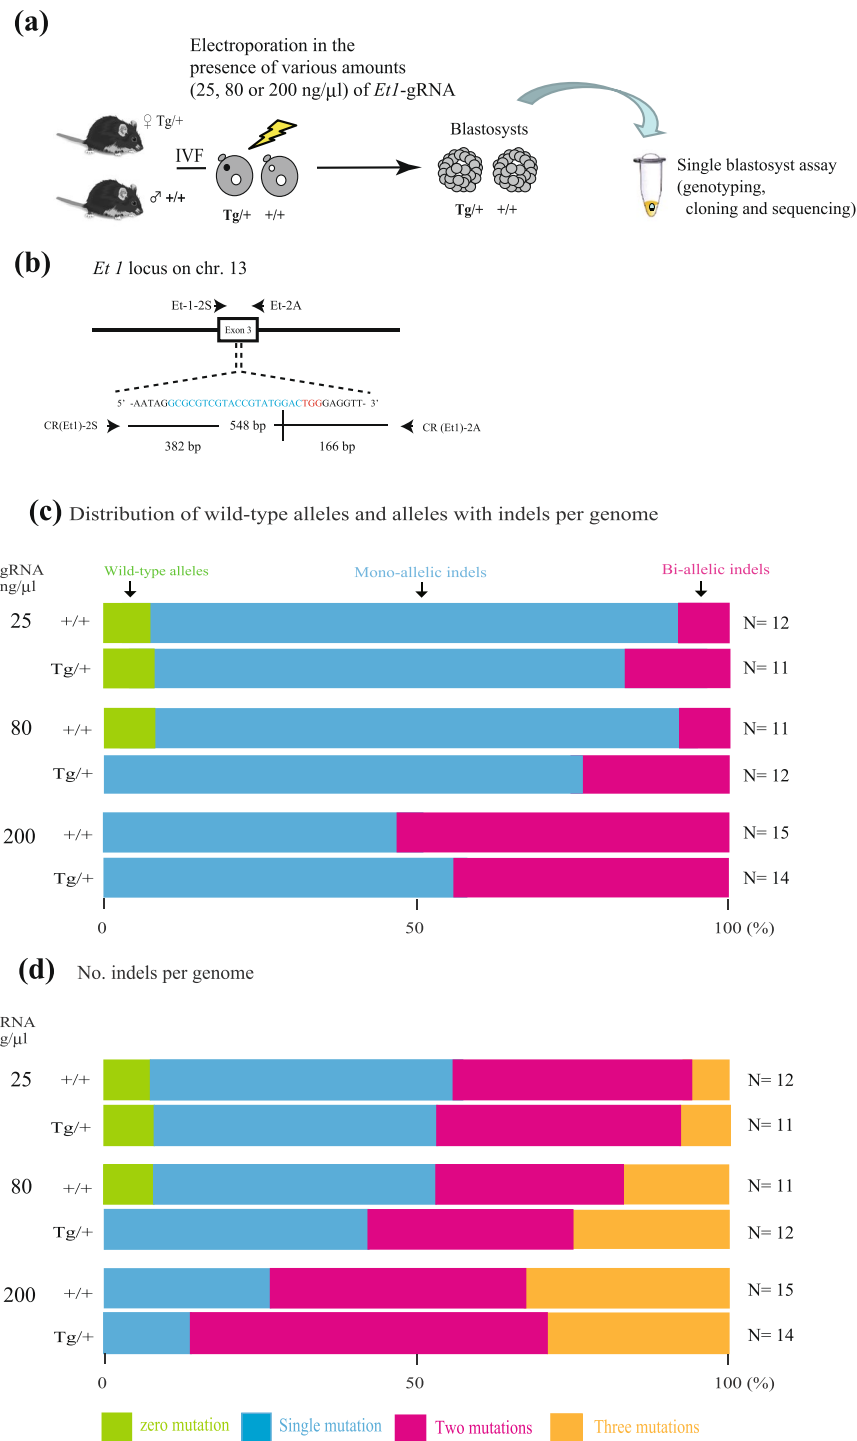 (a)
Electroporation in the
presence of various amounts
(25, 80 or 200 ng/μl) of Et1-gRNA
♀ Tg/+
♂ +/+
IVF
Tg/+ +/+
Blastosysts
Tg/+ +/+
Single blastosyst assay
(genotyping,
cloning and sequencing)
(b)
Et 1 locus on chr. 13
Et-1-2S Et-2A
Exon 3
5’ -AATAGGCGCGTCGTACCGTATGGACTGGGAGGTT- 3’
CR(Et1)-2S 548 bp CR (Et1)-2A
382 bp 166 bp
(c) Distribution of wild-type alleles and alleles with indels per genome
gRNA
ng/μl
Wild-type alleles Mono-allelic indels Bi-allelic indels
25 +/+ N= 12
Tg/+ N= 11
80 +/+ N= 11
Tg/+ N= 12
200 +/+ N= 15
Tg/+ N= 14
0 50 100 (%)
(d) No. indels per genome
RNA
g/μl
25 +/+ N= 12
Tg/+ N= 11
80 +/+ N= 11
Tg/+ N= 12
200 +/+ N= 15
Tg/+ N= 14
0 50 100 (%)
zero mutation Single mutation Two mutations Three mutations